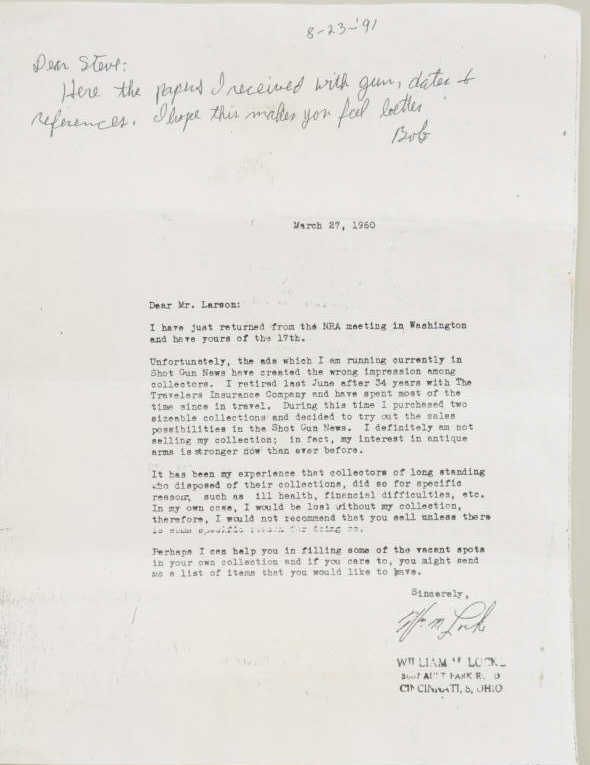 8-23-'91
Dear Steve:
Here the papers I received with gun, dates &
references. I hope this makes you feel better
Bob
March 27, 1960
Dear Mr. Larson:
I have just returned from the NRA meeting in Washington
and have yours of the 17th.
Unfortunately, the ads which I am running currently in
Shot Gun News have created the wrong impression among
collectors. I retired last June after 34 years with The
Travelers Insurance Company and have spent most of the
time since in travel. During this time I purchased two
sizeable collections and decided to try out the sales
possibilities in the Shot Gun News. I definitely am not
selling my collection; in fact, my interest in antique
arms is stronger now than ever before.
It has been my experience that collectors of long standing
who disposed of their collections, did so for specific
reason, such as ill health, financial difficulties, etc.
In my own case, I would be lost without my collection,
therefore, I would not recommend that you sell unless there
is some specific reason for doing so.
Perhaps I can help you in filling some of the vacant spots
in your own collection and if you care to, you might send
me a list of items that you would like to have.
Sincerely,
Wm M Locke
WILLIAM M LOCKE
PARK
CINCINNATI, 8, OHIO